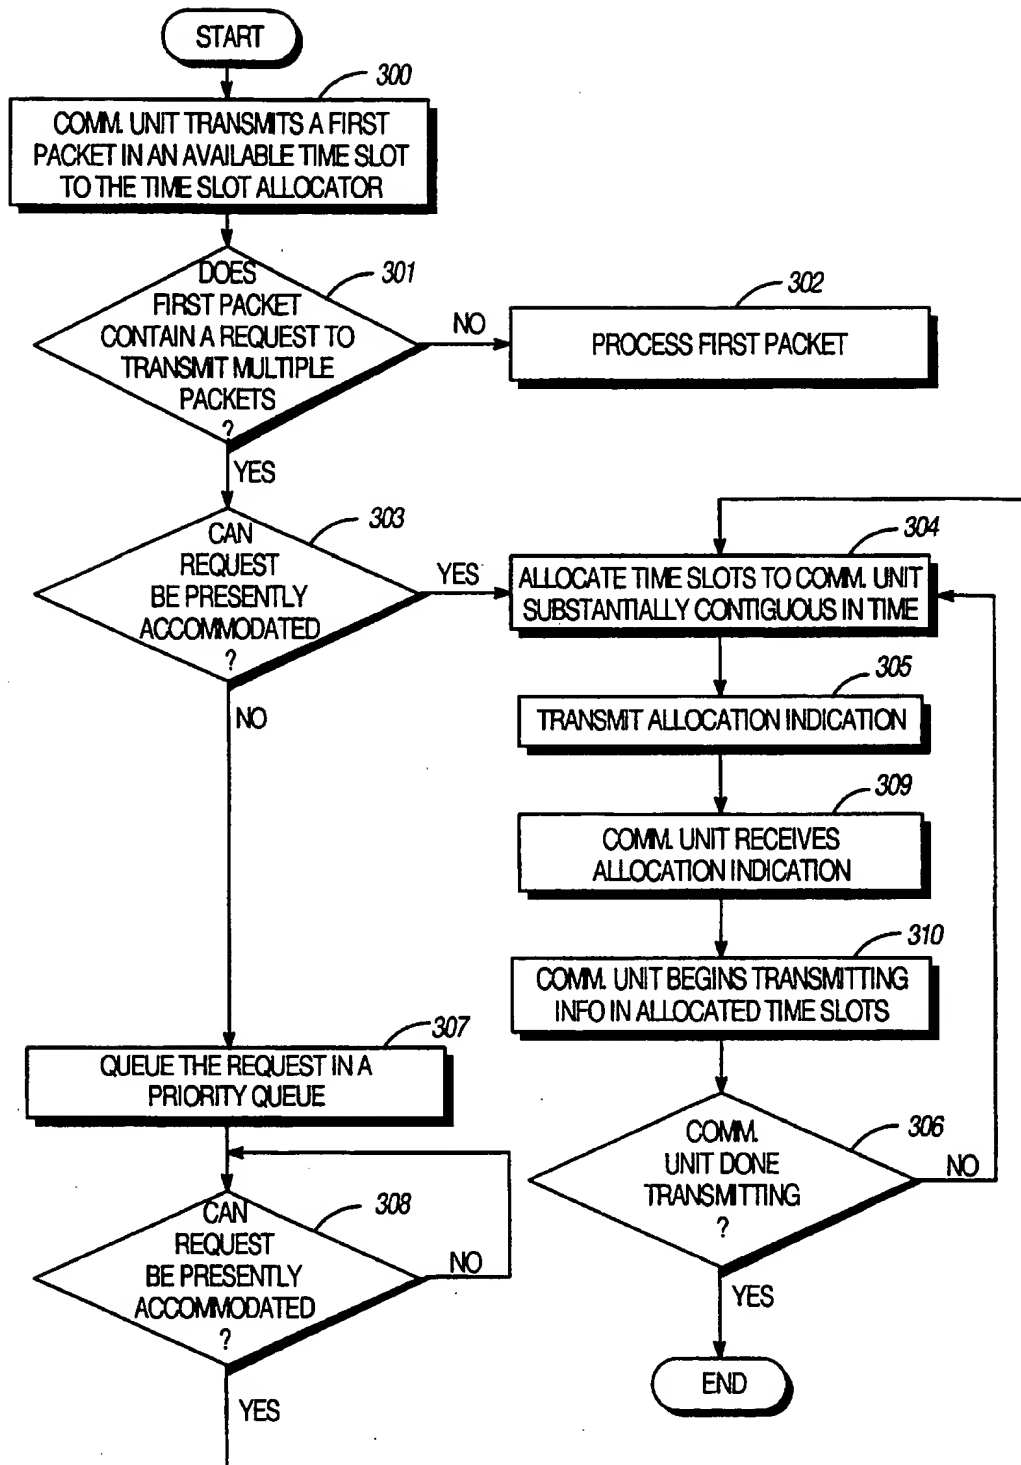 START
300
COMM. UNIT TRANSMITS A FIRST
PACKET IN AN AVAILABLE TIME SLOT
TO THE TIME SLOT ALLOCATOR
301
DOES
FIRST PACKET
CONTAIN A REQUEST TO
TRANSMIT MULTIPLE
PACKETS
?
NO
302
PROCESS FIRST PACKET
YES
303
CAN
REQUEST
BE PRESENTLY
ACCOMMODATED
?
YES
304
ALLOCATE TIME SLOTS TO COMM. UNIT
SUBSTANTIALLY CONTIGUOUS IN TIME
NO
305
TRANSMIT ALLOCATION INDICATION
309
COMM. UNIT RECEIVES
ALLOCATION INDICATION
310
COMM. UNIT BEGINS TRANSMITTING
INFO IN ALLOCATED TIME SLOTS
307
QUEUE THE REQUEST IN A
PRIORITY QUEUE
306
COMM.
UNIT DONE
TRANSMITTING
?
NO
308
CAN
REQUEST
BE PRESENTLY
ACCOMMODATED
?
NO
YES
END
YES